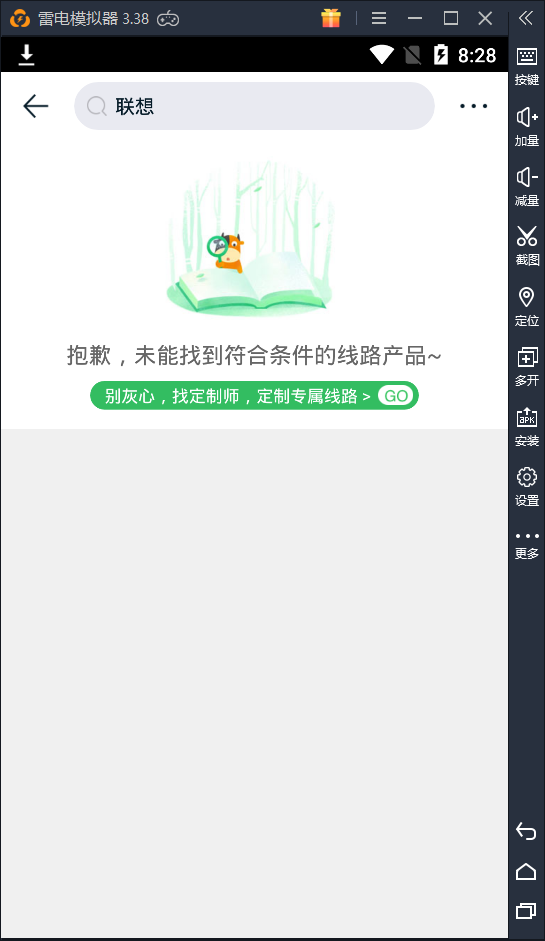 雷电模拟器 3.38
8:28
联想
抱歉，未能找到符合条件的线路产品~
别灰心，找定制师，定制专属线路 > GO
按键
加量
减量
截图
定位
多开
APK
安装
设置
更多